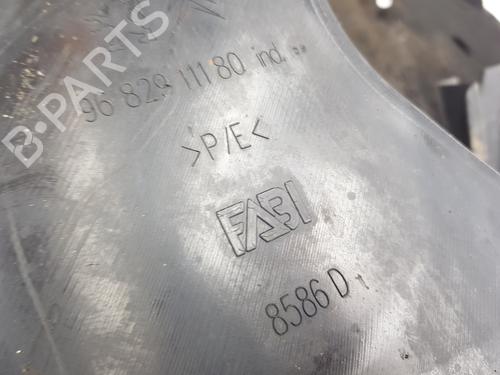 B-PARTS
96 829 111 80 ind.
>P/E<
FABI
8586 D